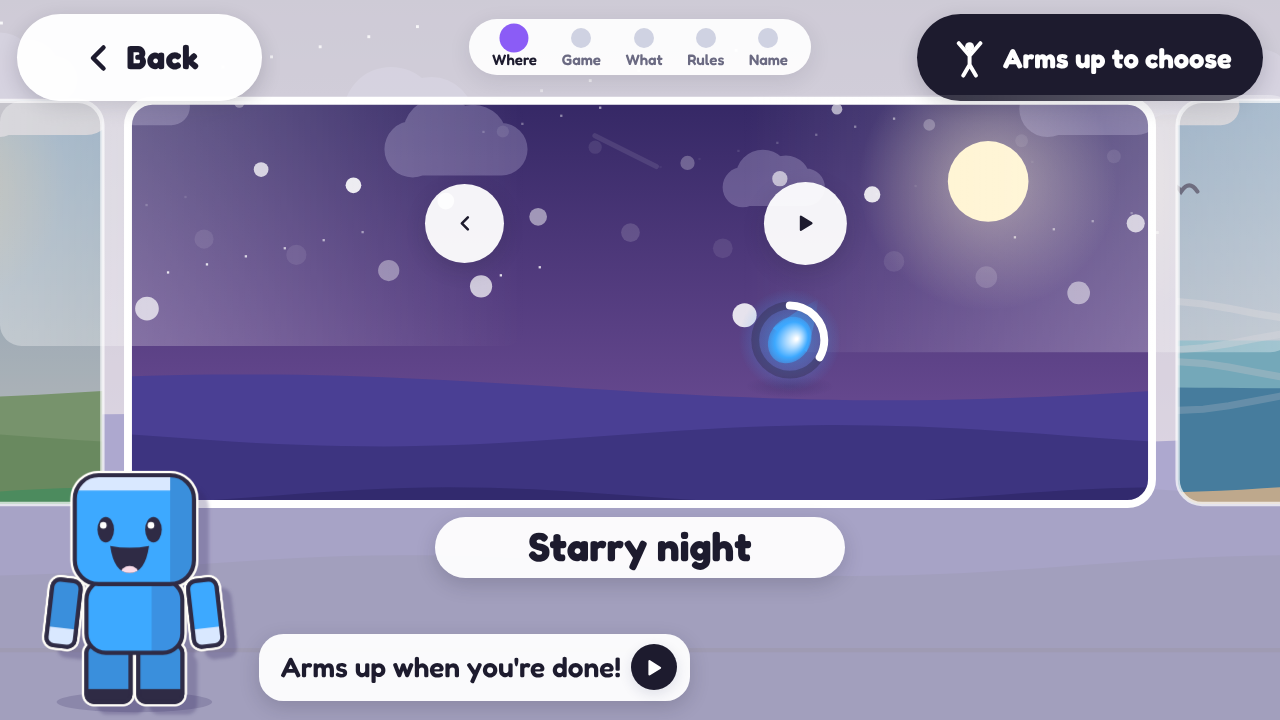 Back
Where
Game
What
Rules
Name
Arms up to choose
Starry night
Arms up when you're done!